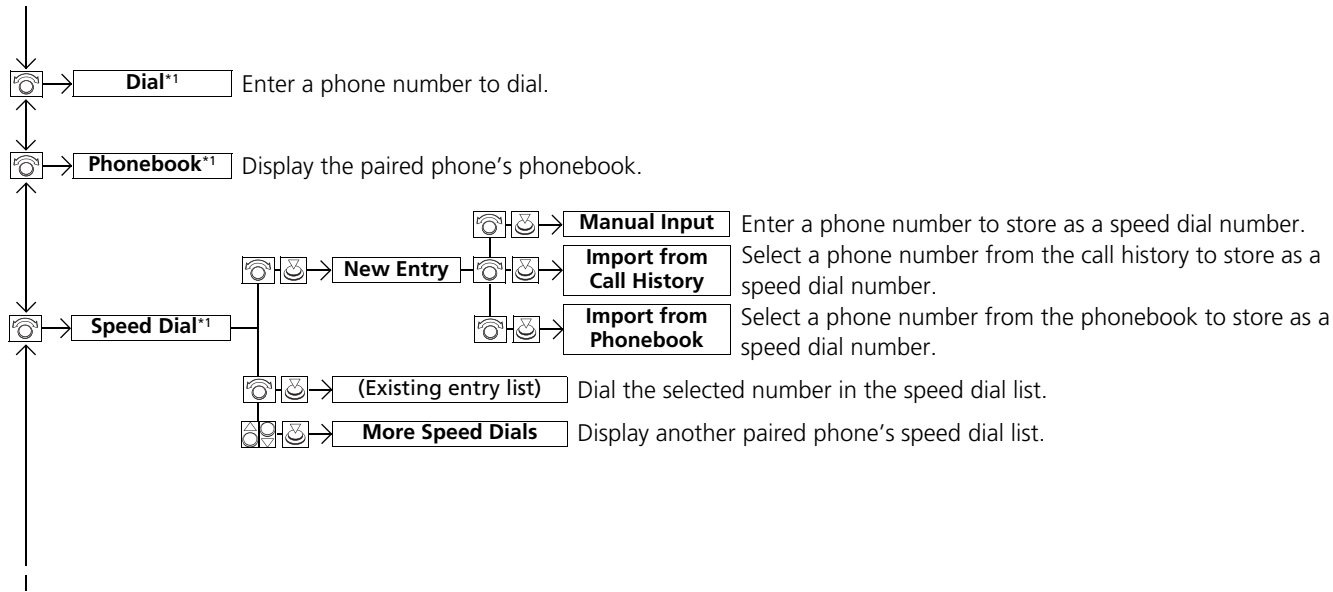 Dial*1 Enter a phone number to dial.
Phonebook*1 Display the paired phone's phonebook.
Manual Input Enter a phone number to store as a speed dial number.
New Entry
Import from
Call History
Select a phone number from the call history to store as a
speed dial number.
Speed Dial*1
Import from
Phonebook
Select a phone number from the phonebook to store as a
speed dial number.
(Existing entry list) Dial the selected number in the speed dial list.
More Speed Dials Display another paired phone's speed dial list.